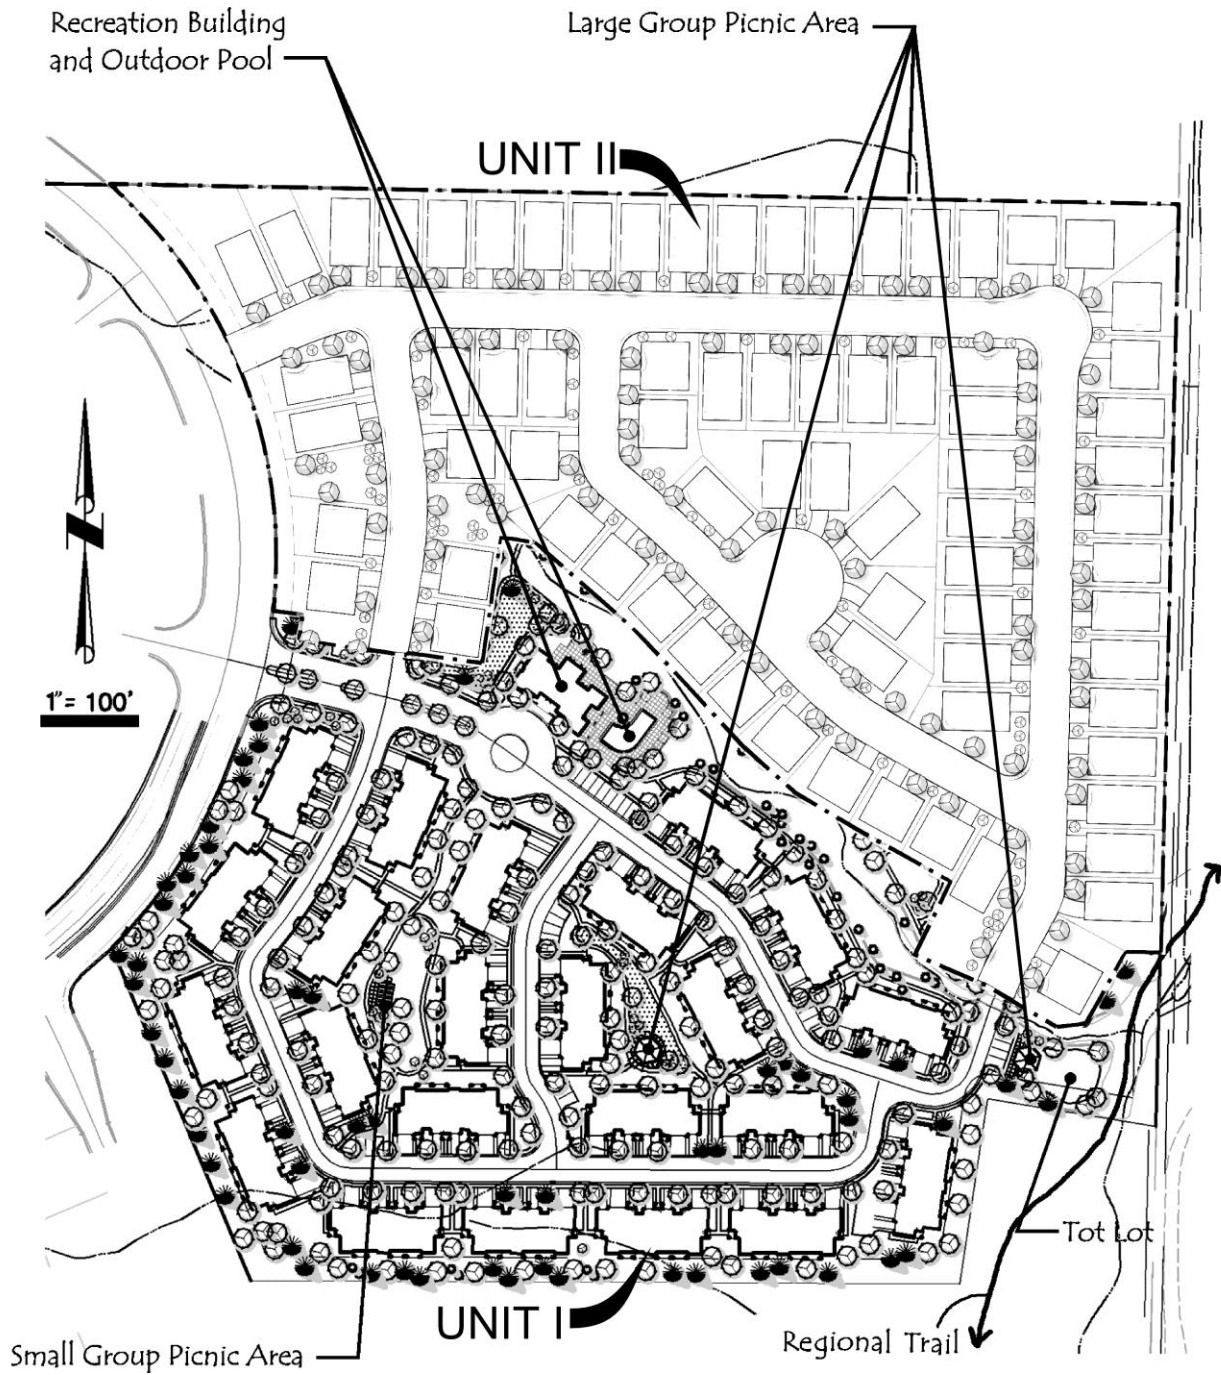 Recreation Building
and Outdoor Pool
Large Group Picnic Area
UNIT II
N
1" = 100'
Tot Lot
UNIT I
Regional Trail
Small Group Picnic Area